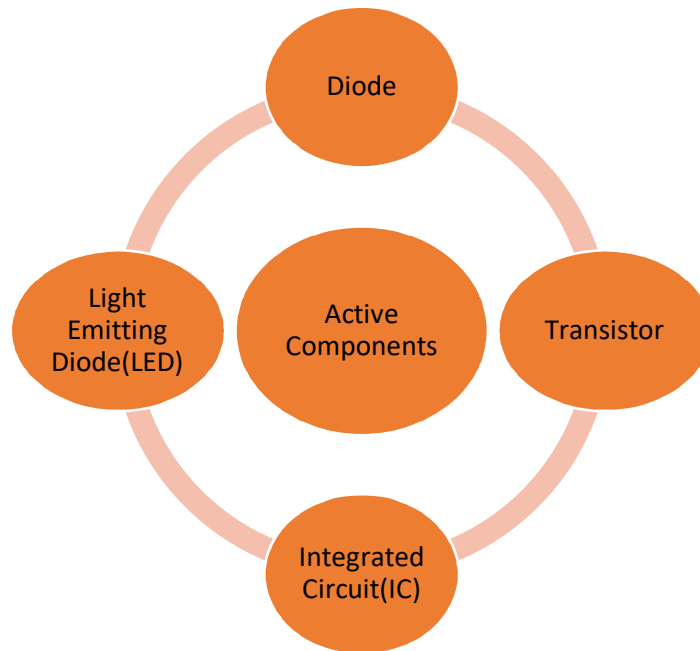 Diode
Light
Emitting
Diode(LED)
Active
Components
Transistor
Integrated
Circuit(IC)